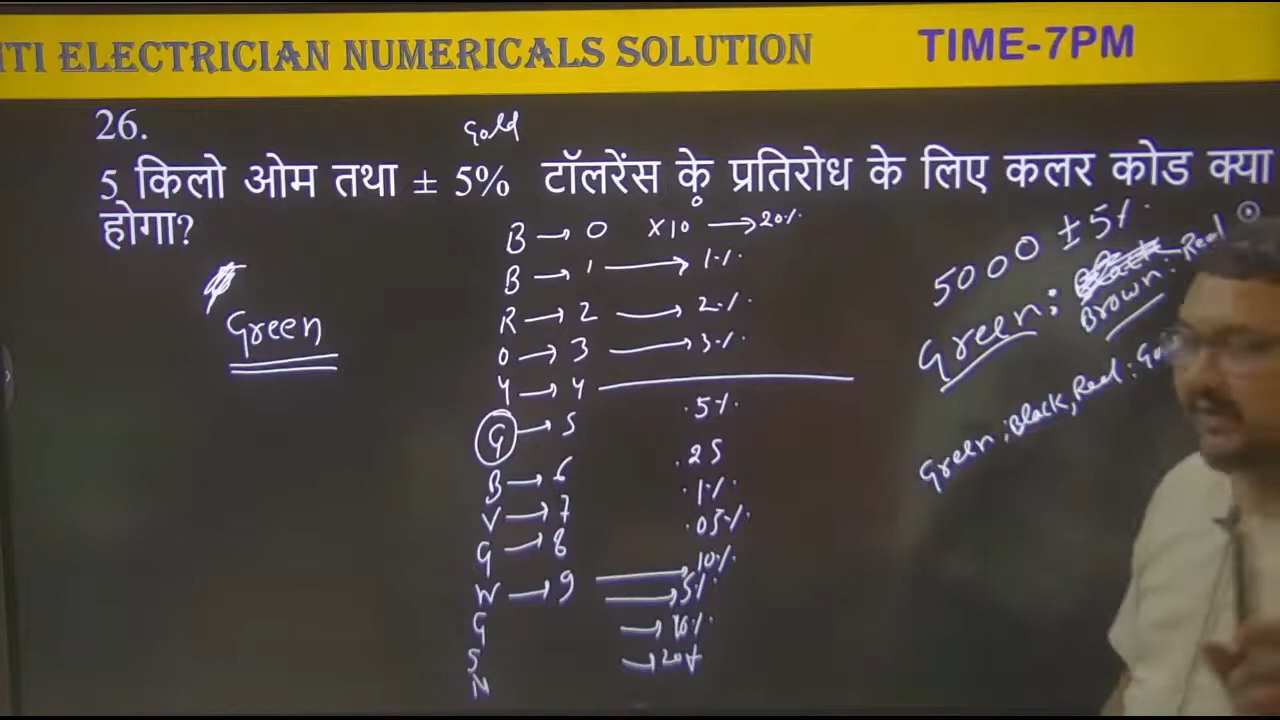 ITI ELECTRICIAN NUMERICALS SOLUTION
TIME-7PM
26.
Gold
5 किलो ओम तथा ± 5% टॉलरेंस के प्रतिरोध के लिए कलर कोड क्या
होगा?
Green
B → 0 ×10 → 20%
B → 1 → 1%
R → 2 → 2%
O → 3 → 3%
Y → 4
G → 5 .5%
B → 6 .25
V → 7 .1%
G → 8 .05%
W → 9 10%
5%
G → 10%
S → 20%
N
5000 ± 5%
Green: Brown: Red
Green, Black, Red: Go